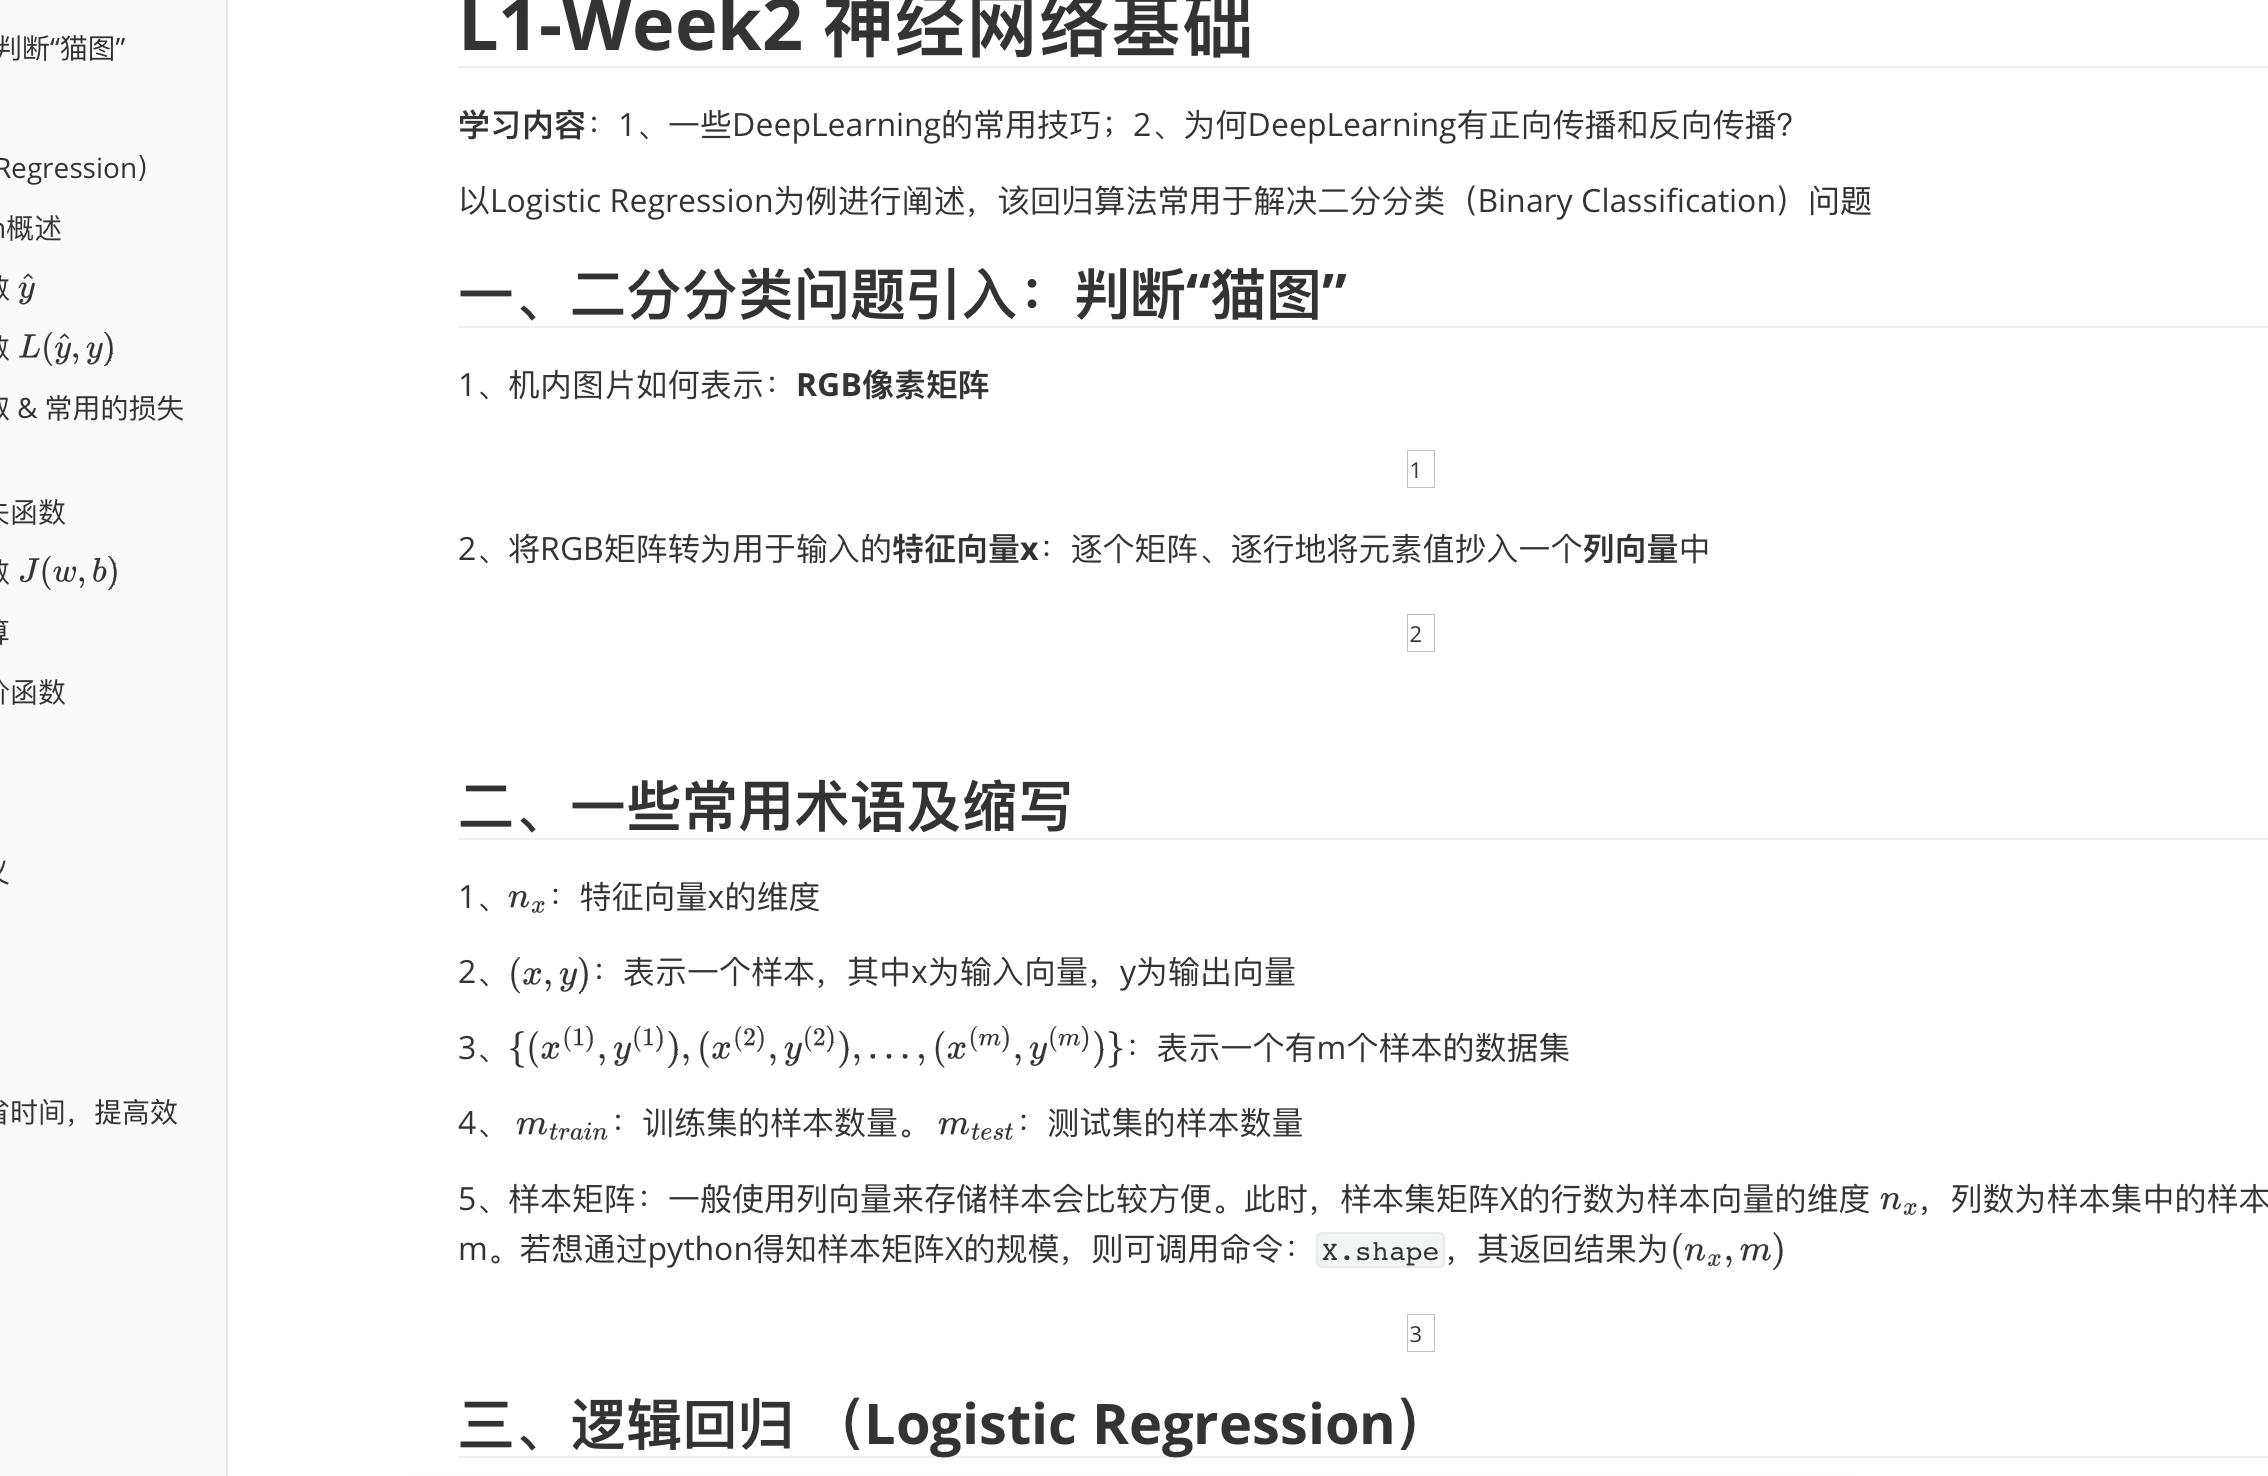 判断“猫图”
Regression）
概述
ŷ
L(ŷ, y)
& 常用的损失
函数
J(w, b)
函数
时间，提高效
L1-Week2 神经网络基础
学习内容：1、一些DeepLearning的常用技巧；2、为何DeepLearning有正向传播和反向传播？
以Logistic Regression为例进行阐述，该回归算法常用于解决二分分类（Binary Classification）问题
一、二分分类问题引入：判断“猫图”
1、机内图片如何表示：RGB像素矩阵
1
2、将RGB矩阵转为用于输入的特征向量x：逐个矩阵、逐行地将元素值抄入一个列向量中
2
二、一些常用术语及缩写
1、n_x：特征向量x的维度
2、(x, y)：表示一个样本，其中x为输入向量，y为输出向量
3、{(x^{(1)}, y^{(1)}), (x^{(2)}, y^{(2)}), ..., (x^{(m)}, y^{(m)})}：表示一个有m个样本的数据集
4、 m_{train}：训练集的样本数量。 m_{test}：测试集的样本数量
5、样本矩阵：一般使用列向量来存储样本会比较方便。此时，样本集矩阵X的行数为样本向量的维度 n_x，列数为样本集中的样本
m。若想通过python得知样本矩阵X的规模，则可调用命令：X.shape，其返回结果为(n_x, m)
3
三、逻辑回归 （Logistic Regression）